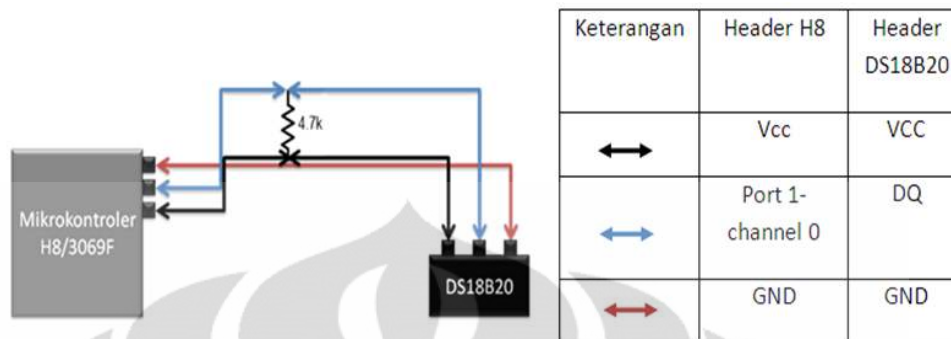 4.7k
Mikrokontroler
H8/3069F
DS18B20
Keterangan Header H8 Header
DS18B20
Vcc VCC
Port 1- DQ
channel 0
GND GND